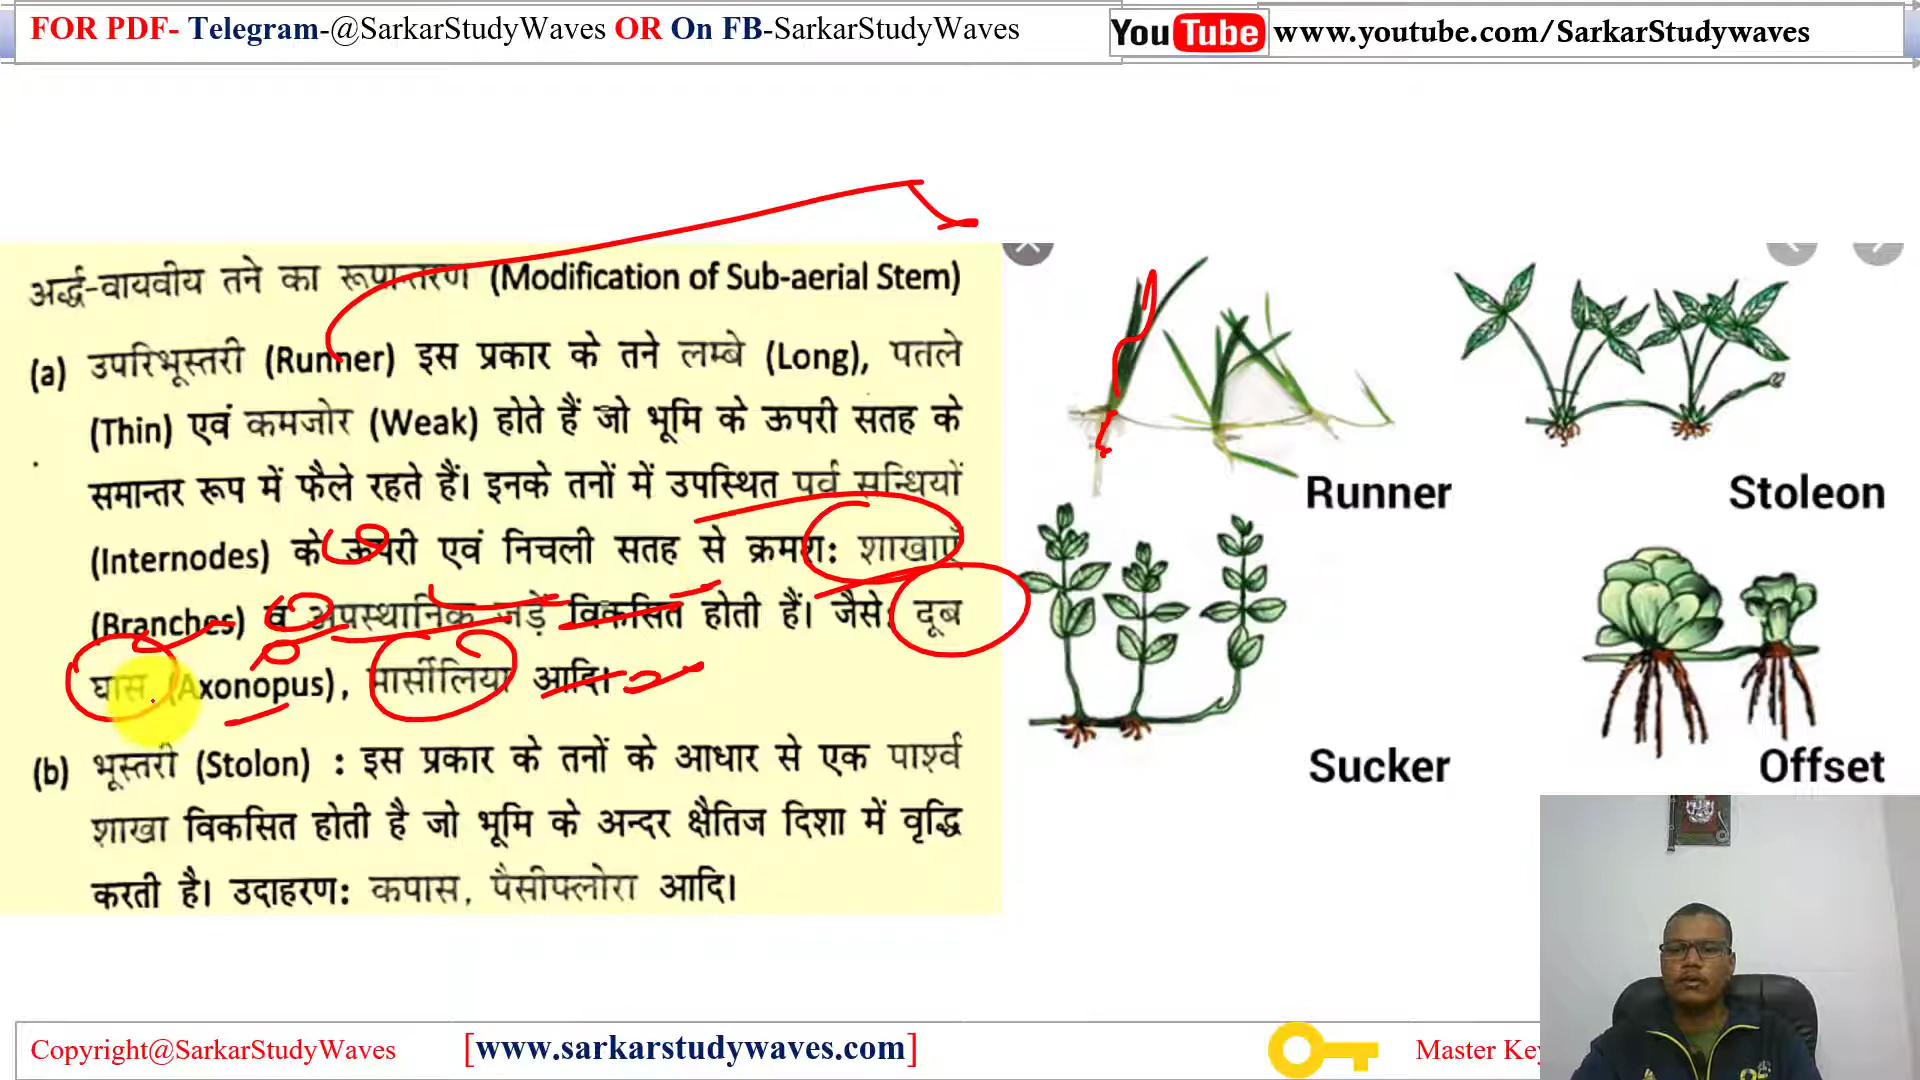 FOR PDF- Telegram-@SarkarStudyWaves OR On FB-SarkarStudyWaves
YouTube www.youtube.com/SarkarStudywaves
अर्द्ध-वायवीय तने का रूपान्तरण (Modification of Sub-aerial Stem)
(a) उपरिभूस्तरी (Runner) इस प्रकार के तने लम्बे (Long), पतले
(Thin) एवं कमजोर (Weak) होते हैं जो भूमि के ऊपरी सतह के
समान्तर रूप में फैले रहते हैं। इनके तनों में उपस्थित पर्व सन्धियों
(Internodes) के ऊपरी एवं निचली सतह से क्रमश: शाखाएँ
(Branches) व अपस्थानिक जड़ें विकसित होती हैं। जैसे: दूब
घास (Axonopus), मार्सीलिया आदि।
(b) भूस्तरी (Stolon) : इस प्रकार के तनों के आधार से एक पार्श्व
शाखा विकसित होती है जो भूमि के अन्दर क्षैतिज दिशा में वृद्धि
करती है। उदाहरण: कपास, पैसीफ्लोरा आदि।
Runner
Stoleon
Sucker
Offset
Copyright@SarkarStudyWaves
[www.sarkarstudywaves.com]
Master Key